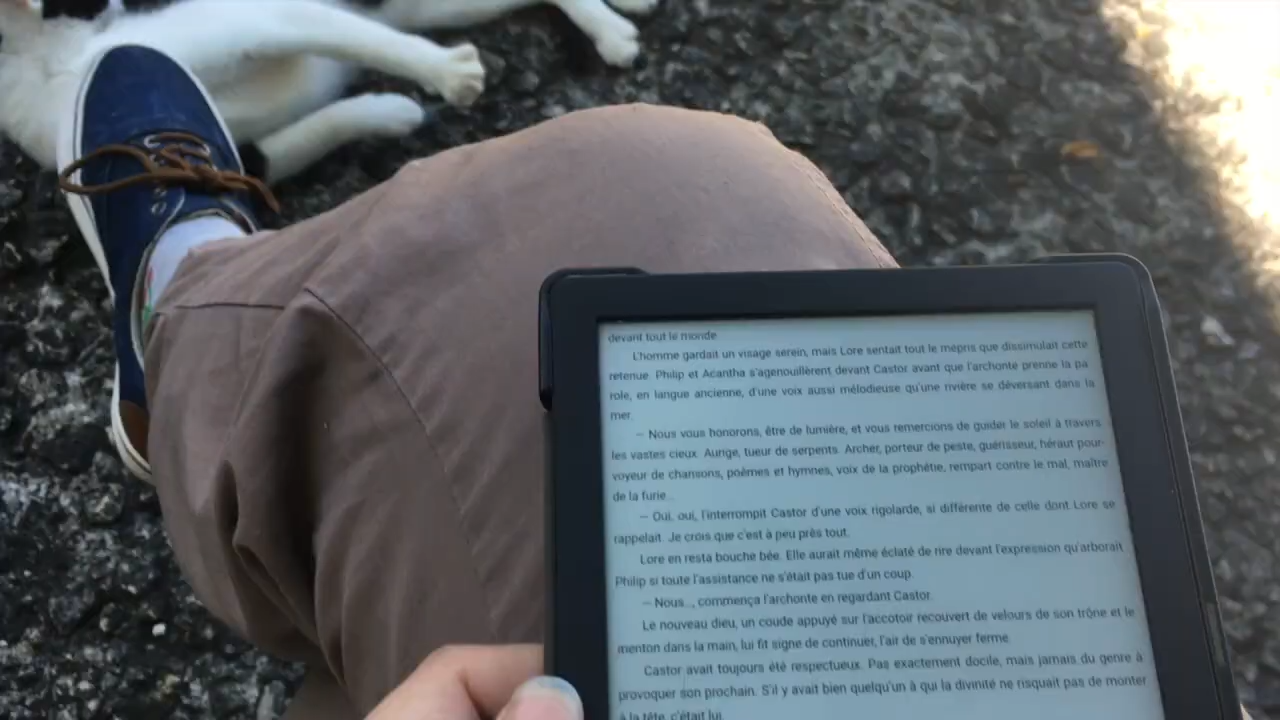 devant tout le monde.
L'homme gardait un visage serein, mais Lore sentait tout le mépris que dissimulait cette
retenue. Philip et Acantha s'agenouillèrent devant Castor avant que l'archonte prenne la pa
role, en langue ancienne, d'une voix aussi mélodieuse qu'une rivière se déversant dans la
mer.
– Nous vous honorons, être de lumière, et vous remercions de guider le soleil à travers
les vastes cieux. Aurige, tueur de serpents. Archer, porteur de peste, guérisseur, héraut pour-
voyeur de chansons, poèmes et hymnes, voix de la prophétie, rempart contre le mal, maître
de la furie...
– Oui, oui, l'interrompit Castor d'une voix rigolarde, si différente de celle dont Lore se
rappelait. Je crois que c'est à peu près tout.
Lore en resta bouche bée. Elle aurait même éclaté de rire devant l'expression qu'arborait
Philip si toute l'assistance ne s'était pas tue d'un coup.
– Nous..., commença l'archonte en regardant Castor.
Le nouveau dieu, un coude appuyé sur l'accotoir recouvert de velours de son trône et le
menton dans la main, lui fit signe de continuer, l'air de s'ennuyer ferme.
Castor avait toujours été respectueux. Pas exactement docile, mais jamais du genre à
provoquer son prochain. S'il y avait bien quelqu'un à qui la divinité ne risquait pas de monter
à la tête, c'était lui.